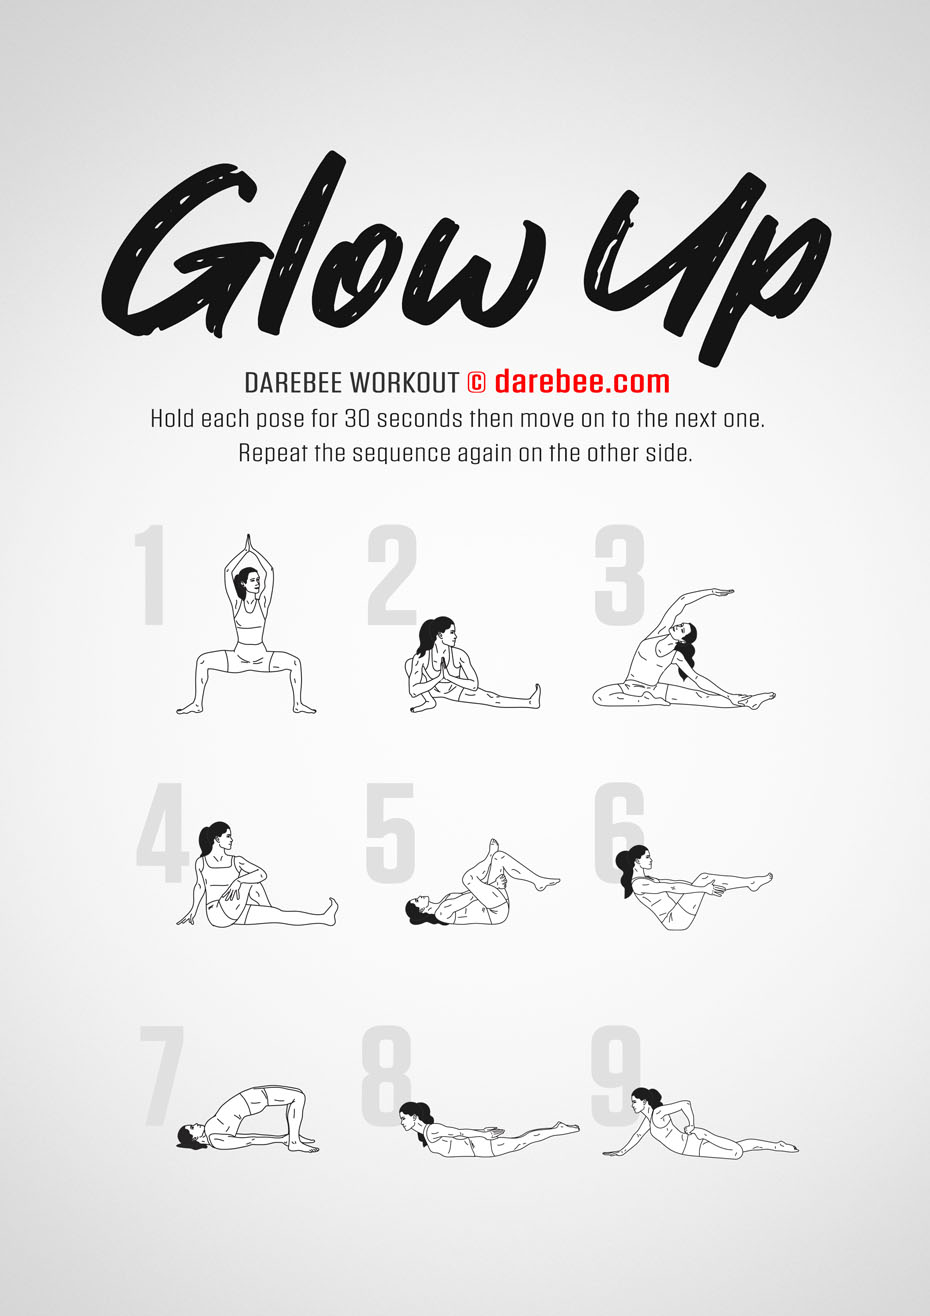 Glow Up
DAREBEE WORKOUT © darebee.com
Hold each pose for 30 seconds then move on to the next one.
Repeat the sequence again on the other side.
1 2 3
4 5 6
7 8 9